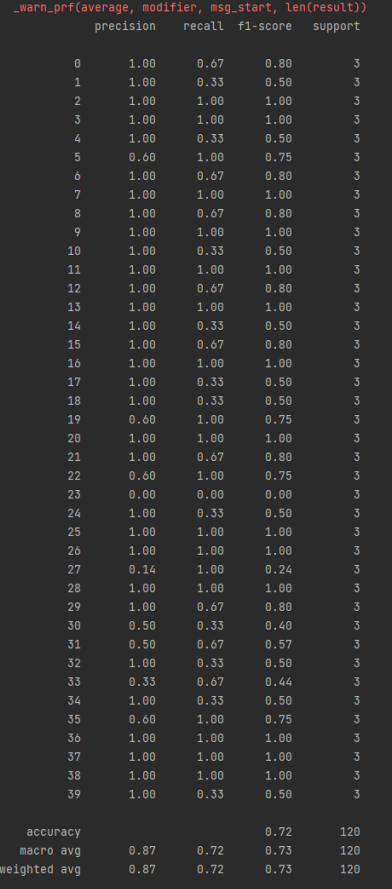 _warn_prf(average, modifier, msg_start, len(result))
precision recall f1-score support
0 1.00 0.67 0.80 3
1 1.00 0.33 0.50 3
2 1.00 1.00 1.00 3
3 1.00 1.00 1.00 3
4 1.00 0.33 0.50 3
5 0.60 1.00 0.75 3
6 1.00 0.67 0.80 3
7 1.00 1.00 1.00 3
8 1.00 0.67 0.80 3
9 1.00 1.00 1.00 3
10 1.00 0.33 0.50 3
11 1.00 1.00 1.00 3
12 1.00 0.67 0.80 3
13 1.00 1.00 1.00 3
14 1.00 0.33 0.50 3
15 1.00 0.67 0.80 3
16 1.00 1.00 1.00 3
17 1.00 0.33 0.50 3
18 1.00 0.33 0.50 3
19 0.60 1.00 0.75 3
20 1.00 1.00 1.00 3
21 1.00 0.67 0.80 3
22 0.60 1.00 0.75 3
23 0.00 0.00 0.00 3
24 1.00 0.33 0.50 3
25 1.00 1.00 1.00 3
26 1.00 1.00 1.00 3
27 0.14 1.00 0.24 3
28 1.00 1.00 1.00 3
29 1.00 0.67 0.80 3
30 0.50 0.33 0.40 3
31 0.50 0.67 0.57 3
32 1.00 0.33 0.50 3
33 0.33 0.67 0.44 3
34 1.00 0.33 0.50 3
35 0.60 1.00 0.75 3
36 1.00 1.00 1.00 3
37 1.00 1.00 1.00 3
38 1.00 1.00 1.00 3
39 1.00 0.33 0.50 3
accuracy 0.72 120
macro avg 0.87 0.72 0.73 120
weighted avg 0.87 0.72 0.73 120